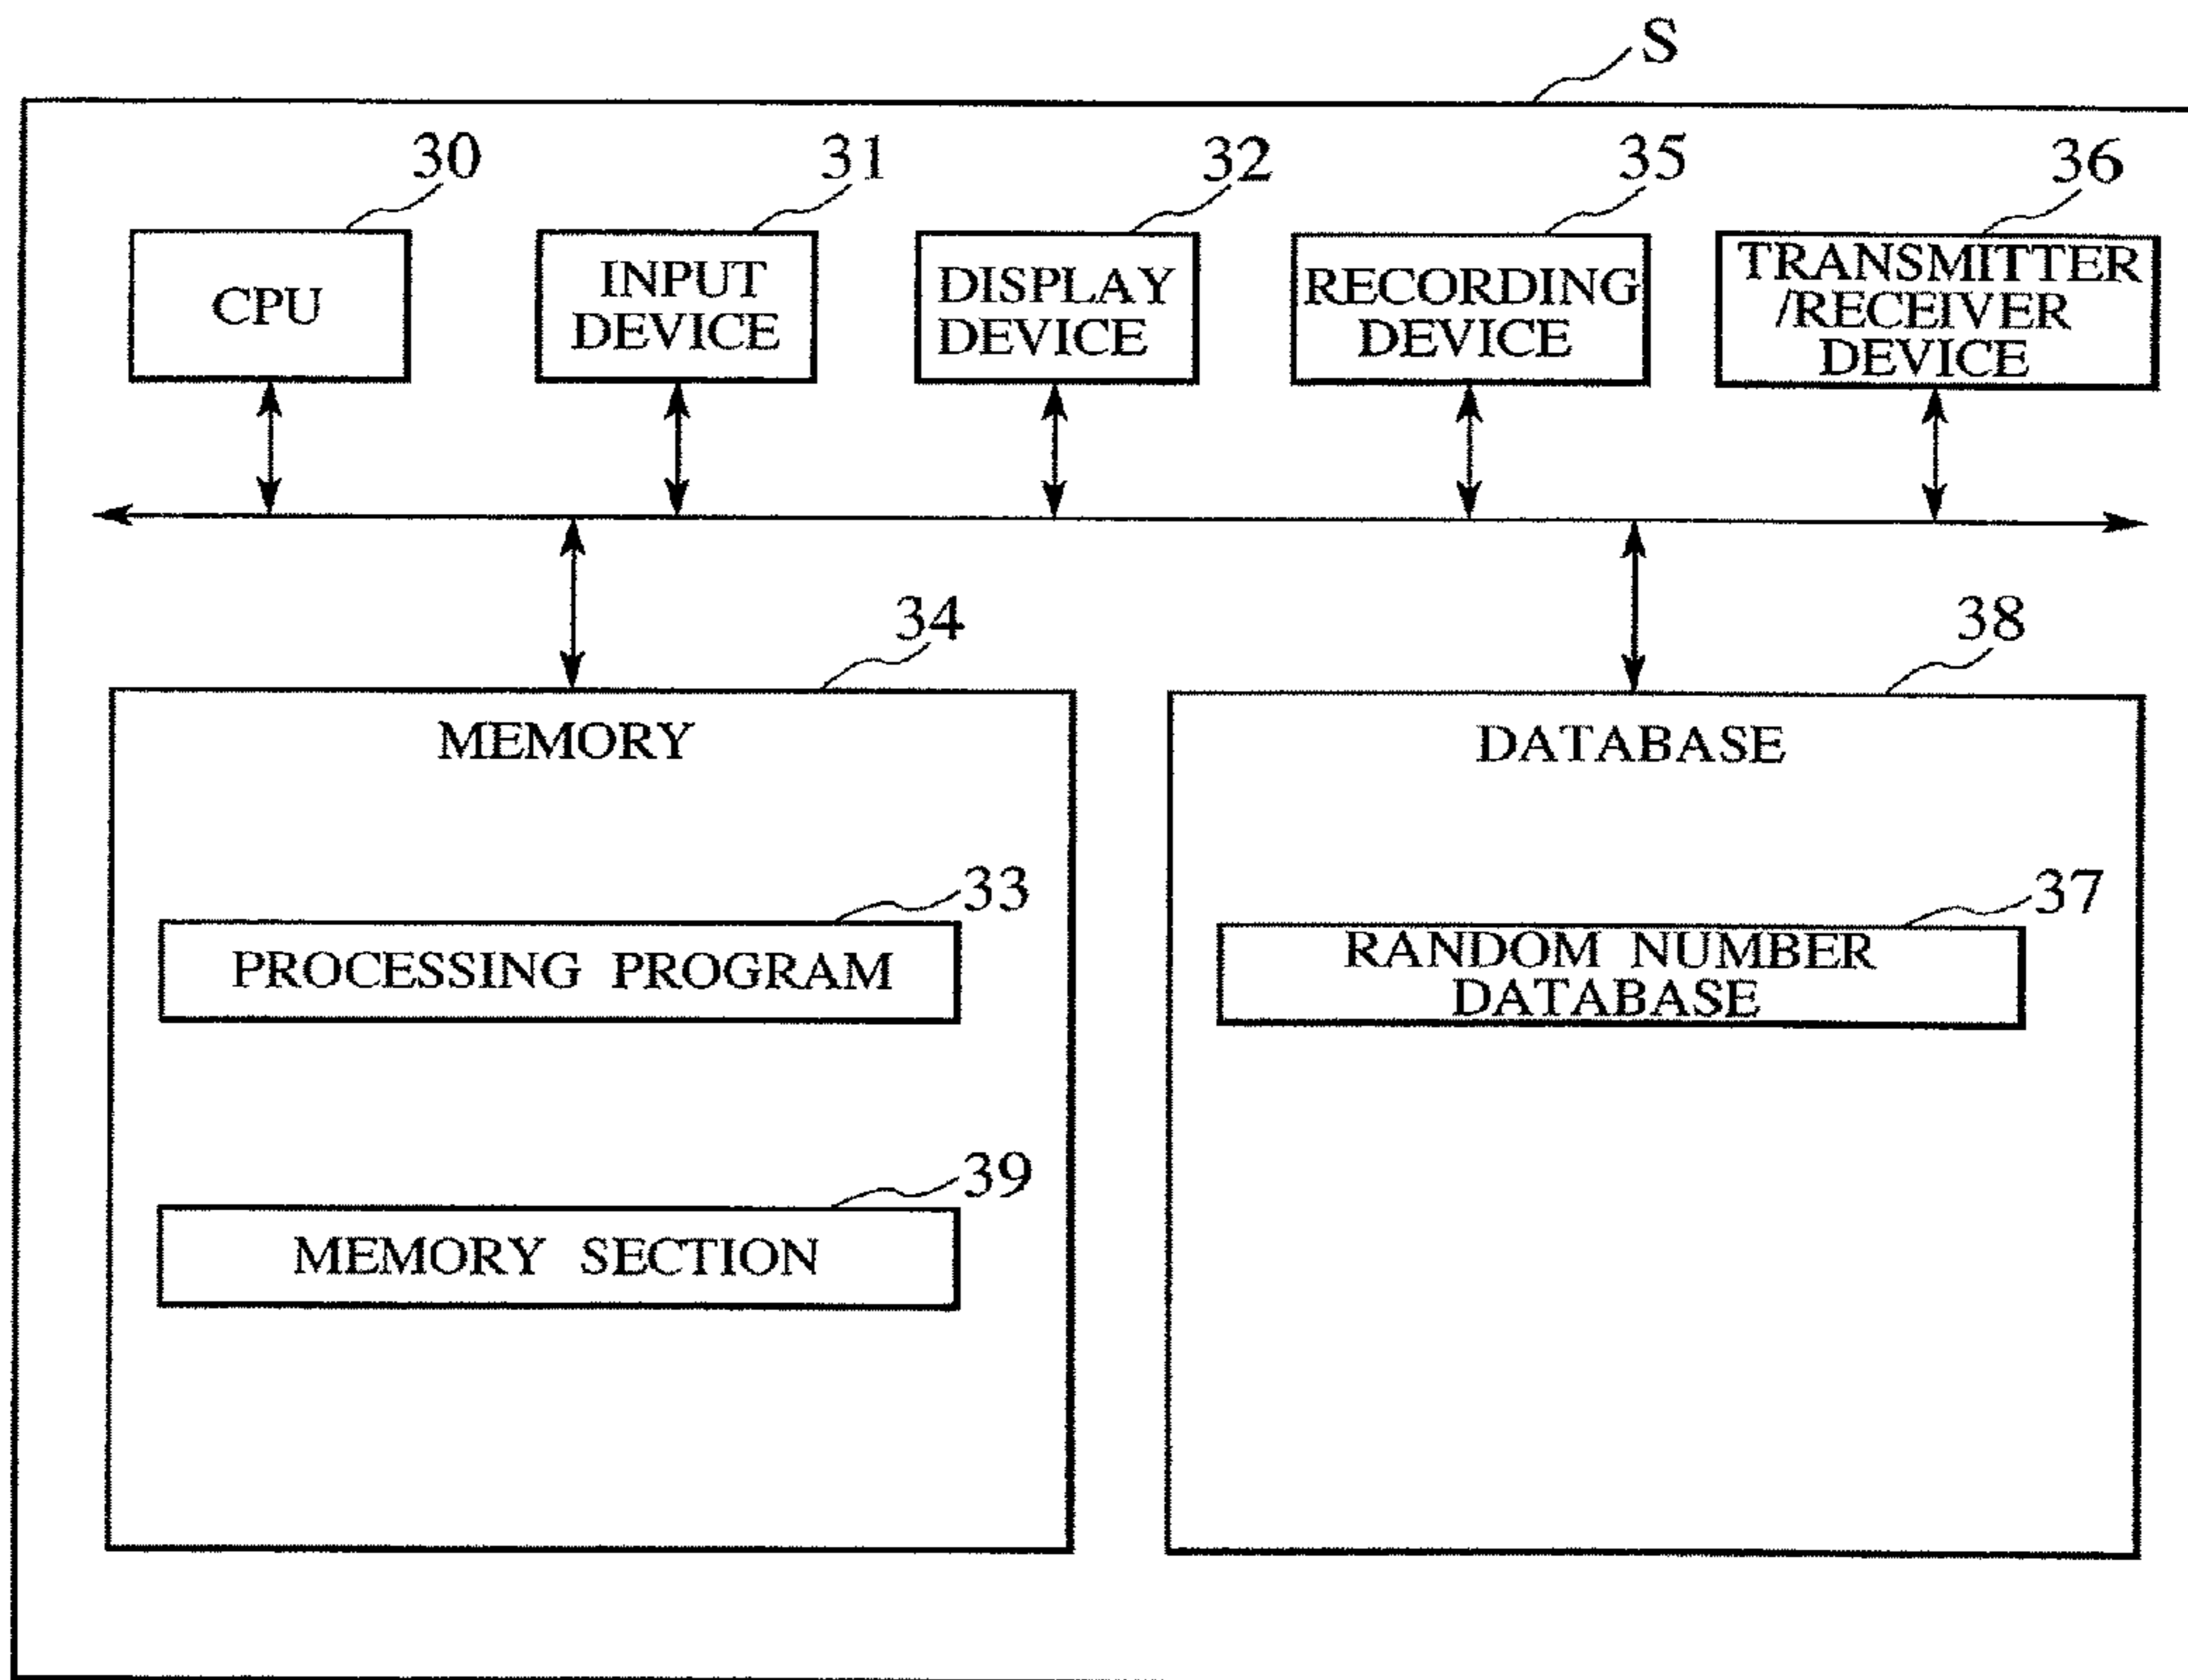 S
30
31
32
35
36
CPU
INPUT
DEVICE
DISPLAY
DEVICE
RECORDING
DEVICE
TRANSMITTER
/RECEIVER
DEVICE
34
38
MEMORY
DATABASE
33
37
PROCESSING PROGRAM
RANDOM NUMBER
DATABASE
39
MEMORY SECTION